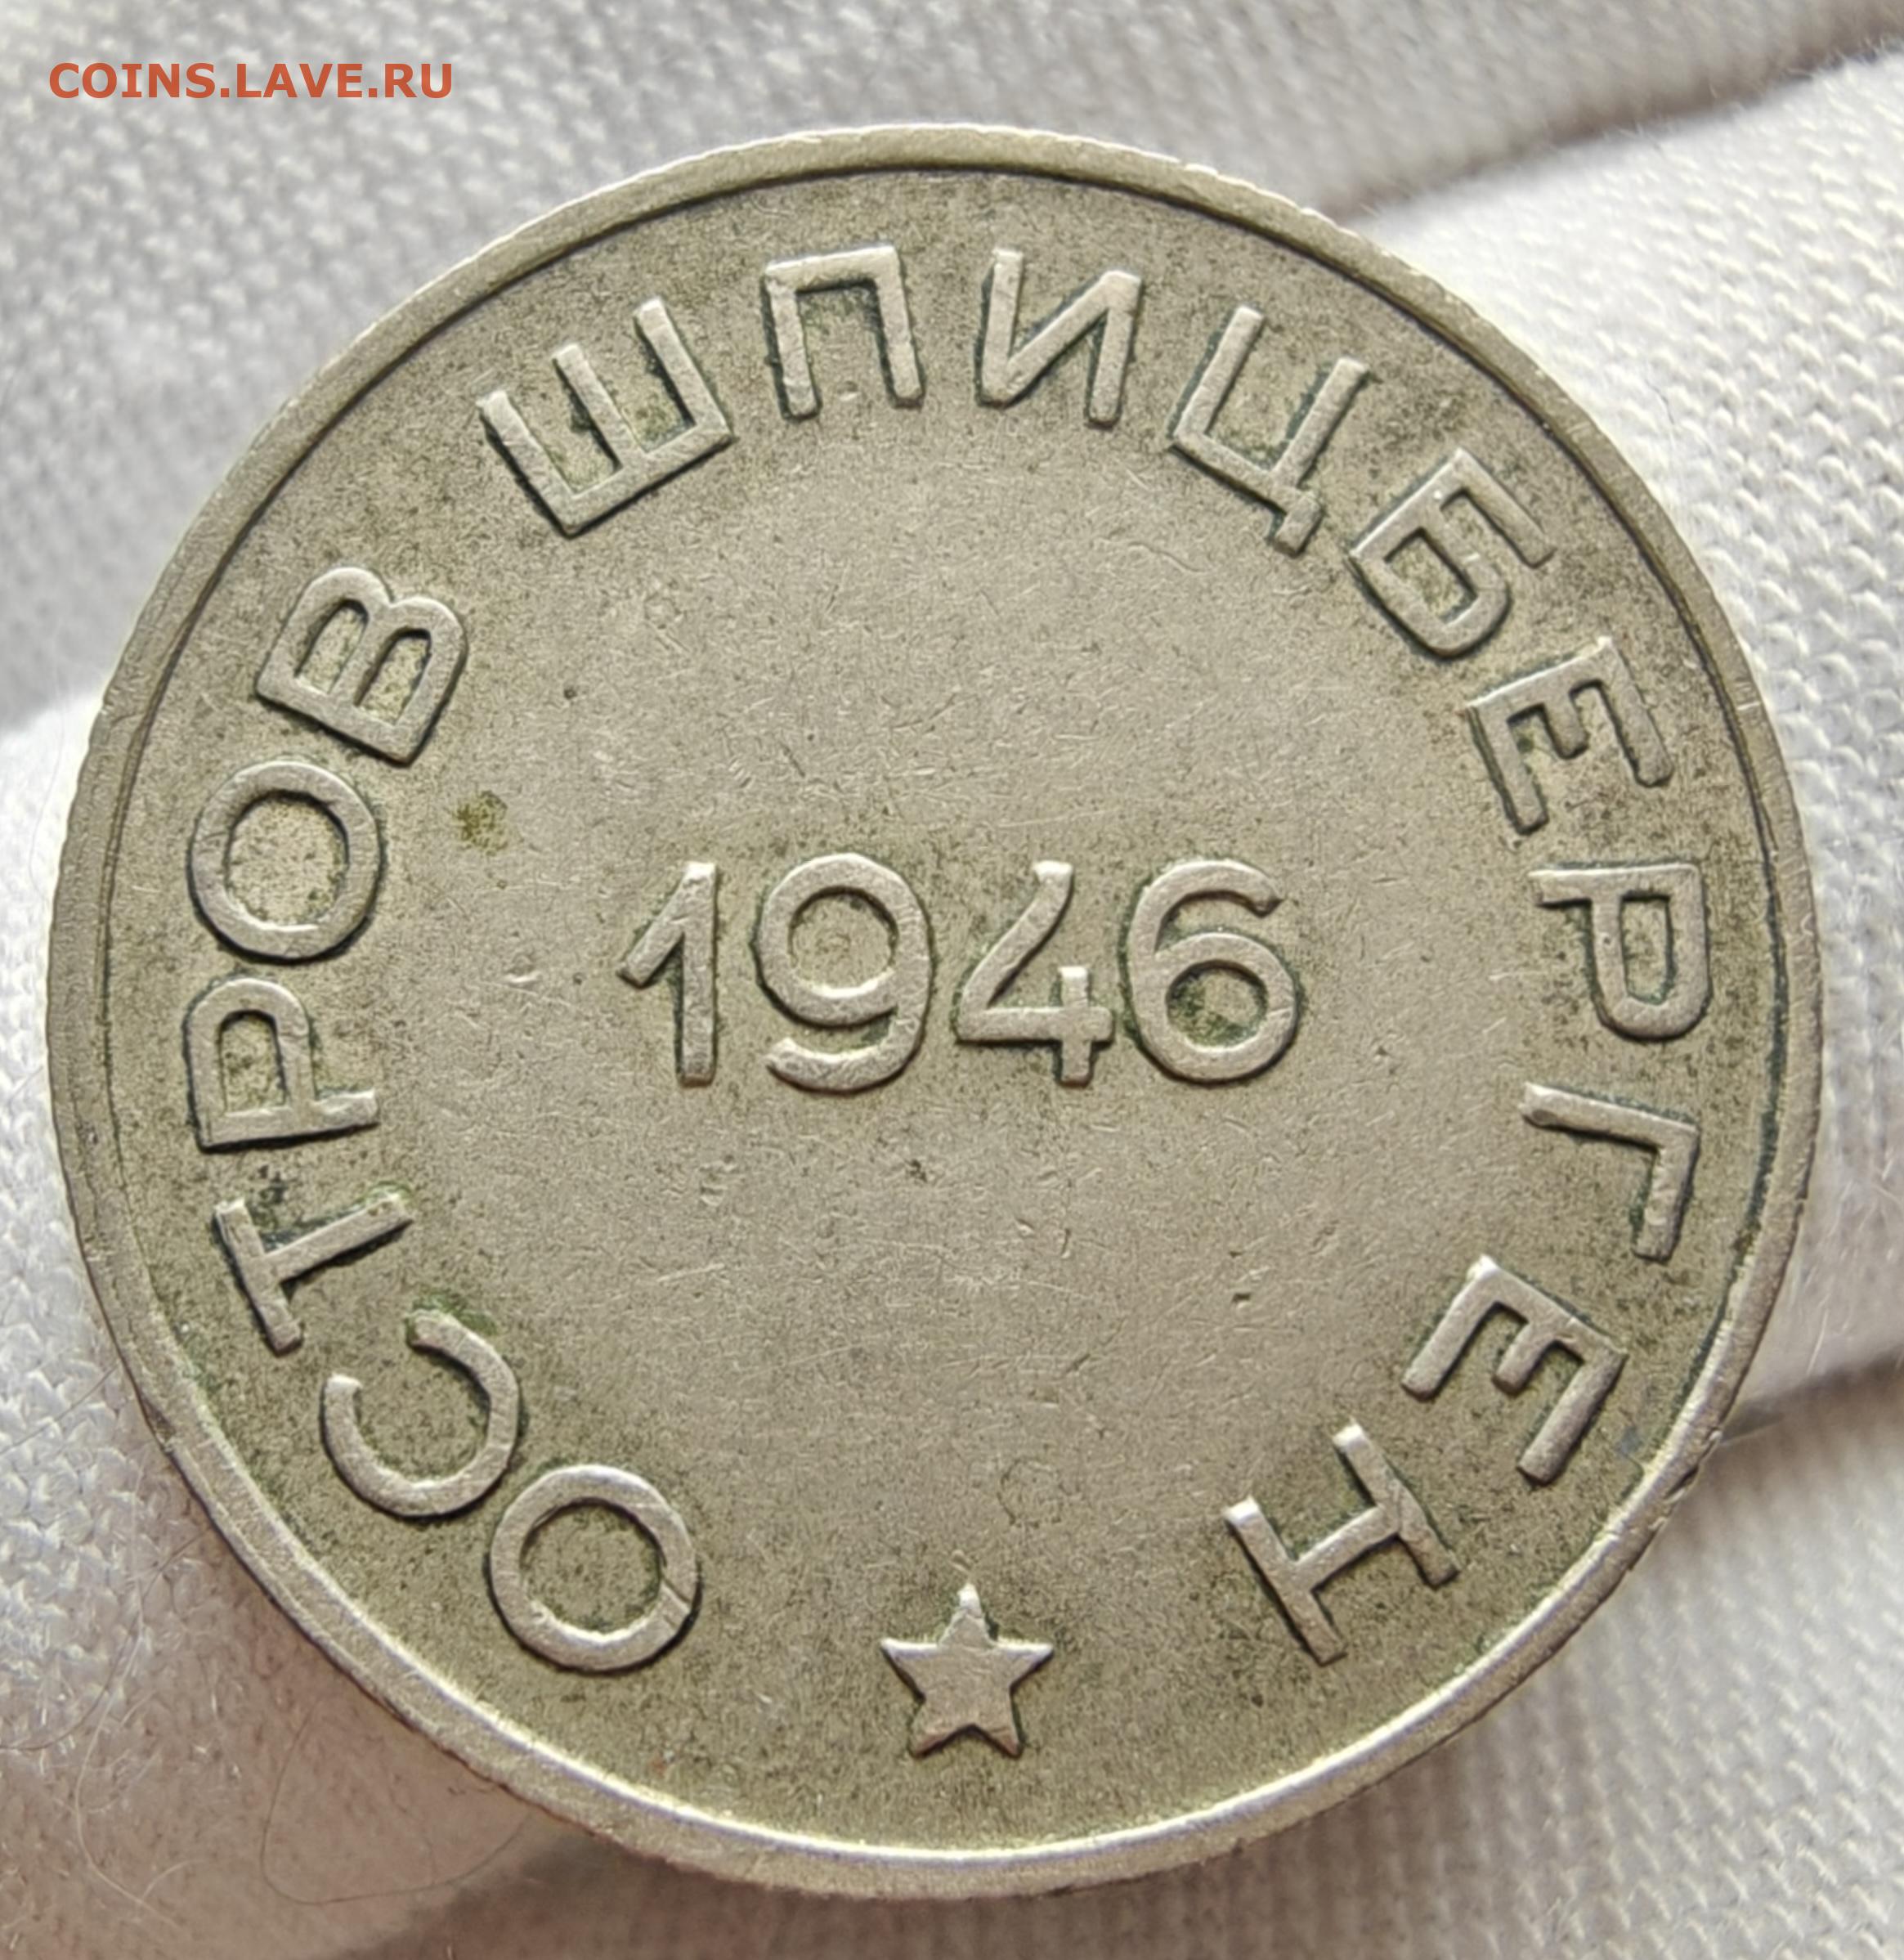 COINS.LAVE.RU
ОСТРОВ ШПИЦБЕРГЕН
1946